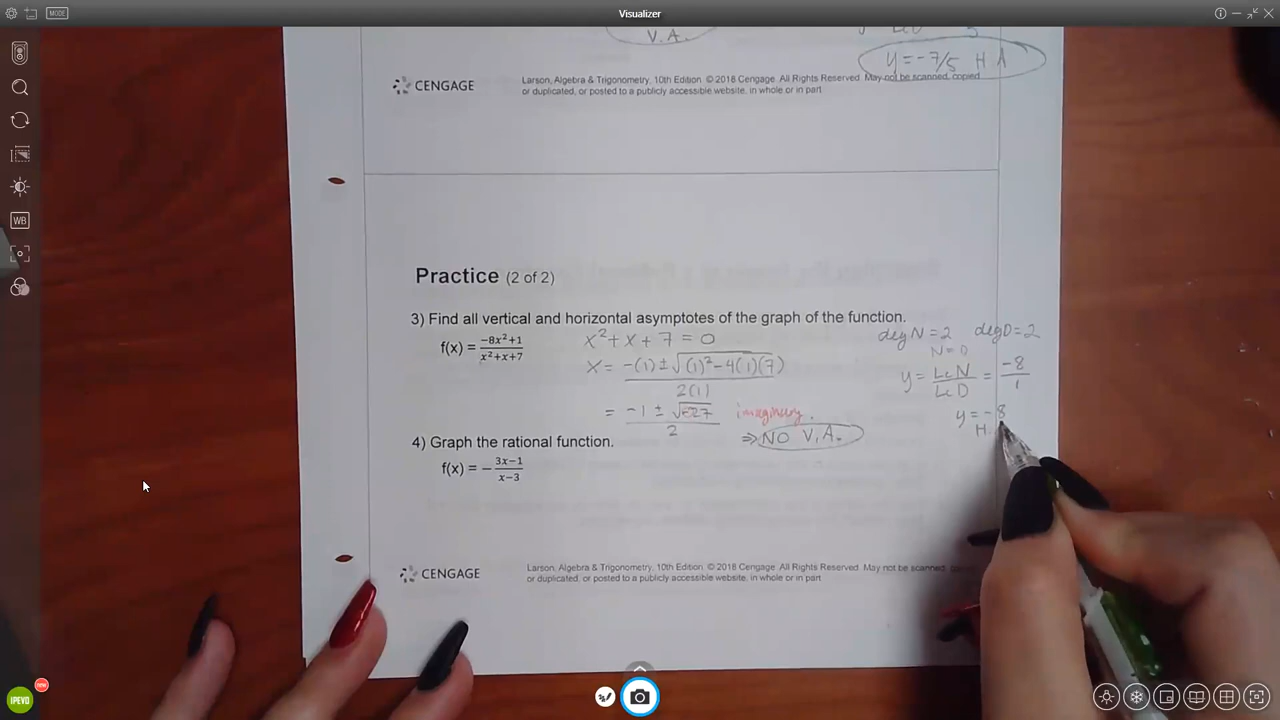 MODE
Visualizer
WB
V.A.
y = -7/5 H A
CENGAGE
Larson, Algebra & Trigonometry, 10th Edition. © 2018 Cengage. All Rights Reserved. May not be scanned, copied
or duplicated, or posted to a publicly accessible website, in whole or in part
Practice (2 of 2)
3) Find all vertical and horizontal asymptotes of the graph of the function.
f(x) = −8x²+1 / x²+x+7
x² + x + 7 = 0
x = -(1) ± √(1)² - 4(1)(7) / 2(1)
= -1 ± √-27 / 2 imaginary.
⇒ NO V.A.
deg N = 2 deg D = 2
N = D
y = LcN / LcD = -8 / 1
y = -8
H.
4) Graph the rational function.
f(x) = − 3x−1 / x−3
CENGAGE
Larson, Algebra & Trigonometry, 10th Edition. © 2018 Cengage. All Rights Reserved. May not be scanned,
or duplicated, or posted to a publicly accessible website, in whole or in part
IPEVO
new